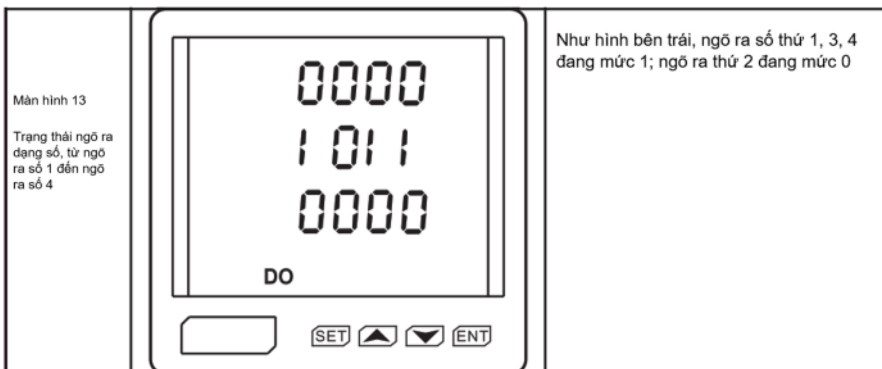 Màn hình 13
Trạng thái ngõ ra
dạng số, từ ngõ
ra số 1 đến ngõ
ra số 4
0000
1011
0000
DO
SET
ENT
Như hình bên trái, ngõ ra số thứ 1, 3, 4
đang mức 1; ngõ ra thứ 2 đang mức 0